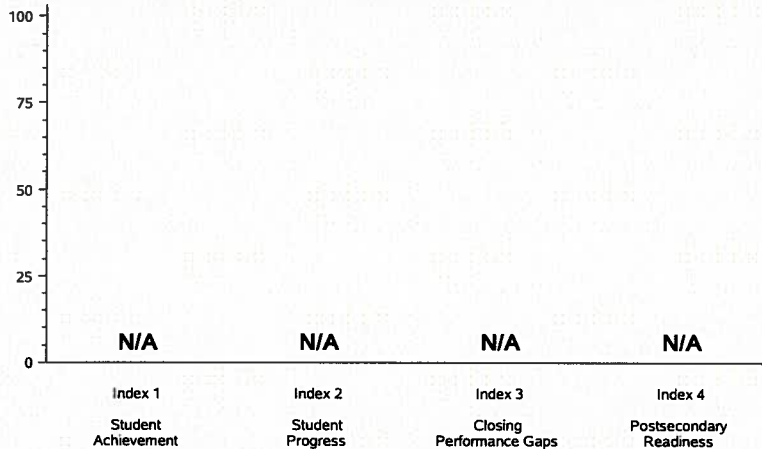 100
75
50
25
0
N/A N/A N/A N/A
Index 1 Index 2 Index 3 Index 4
Student Student Closing Postsecondary
Achievement Progress Performance Gaps Readiness